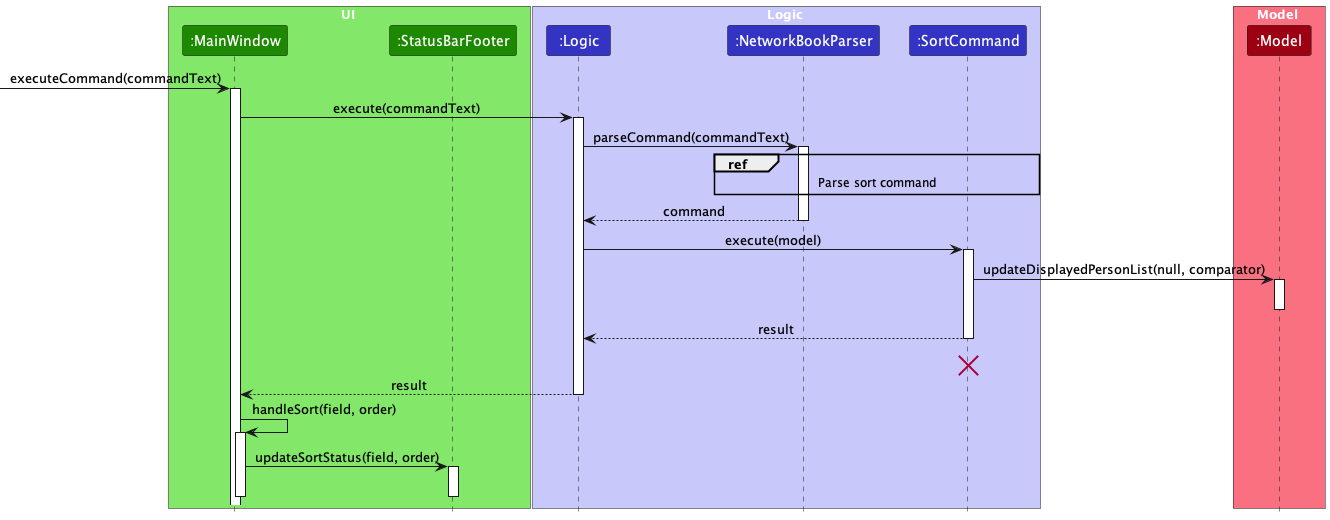 UI
Logic
Model
:MainWindow
:StatusBarFooter
:Logic
:NetworkBookParser
:SortCommand
:Model
executeCommand(commandText)
execute(commandText)
parseCommand(commandText)
ref
Parse sort command
command
execute(model)
updateDisplayedPersonList(null, comparator)
result
result
handleSort(field, order)
updateSortStatus(field, order)